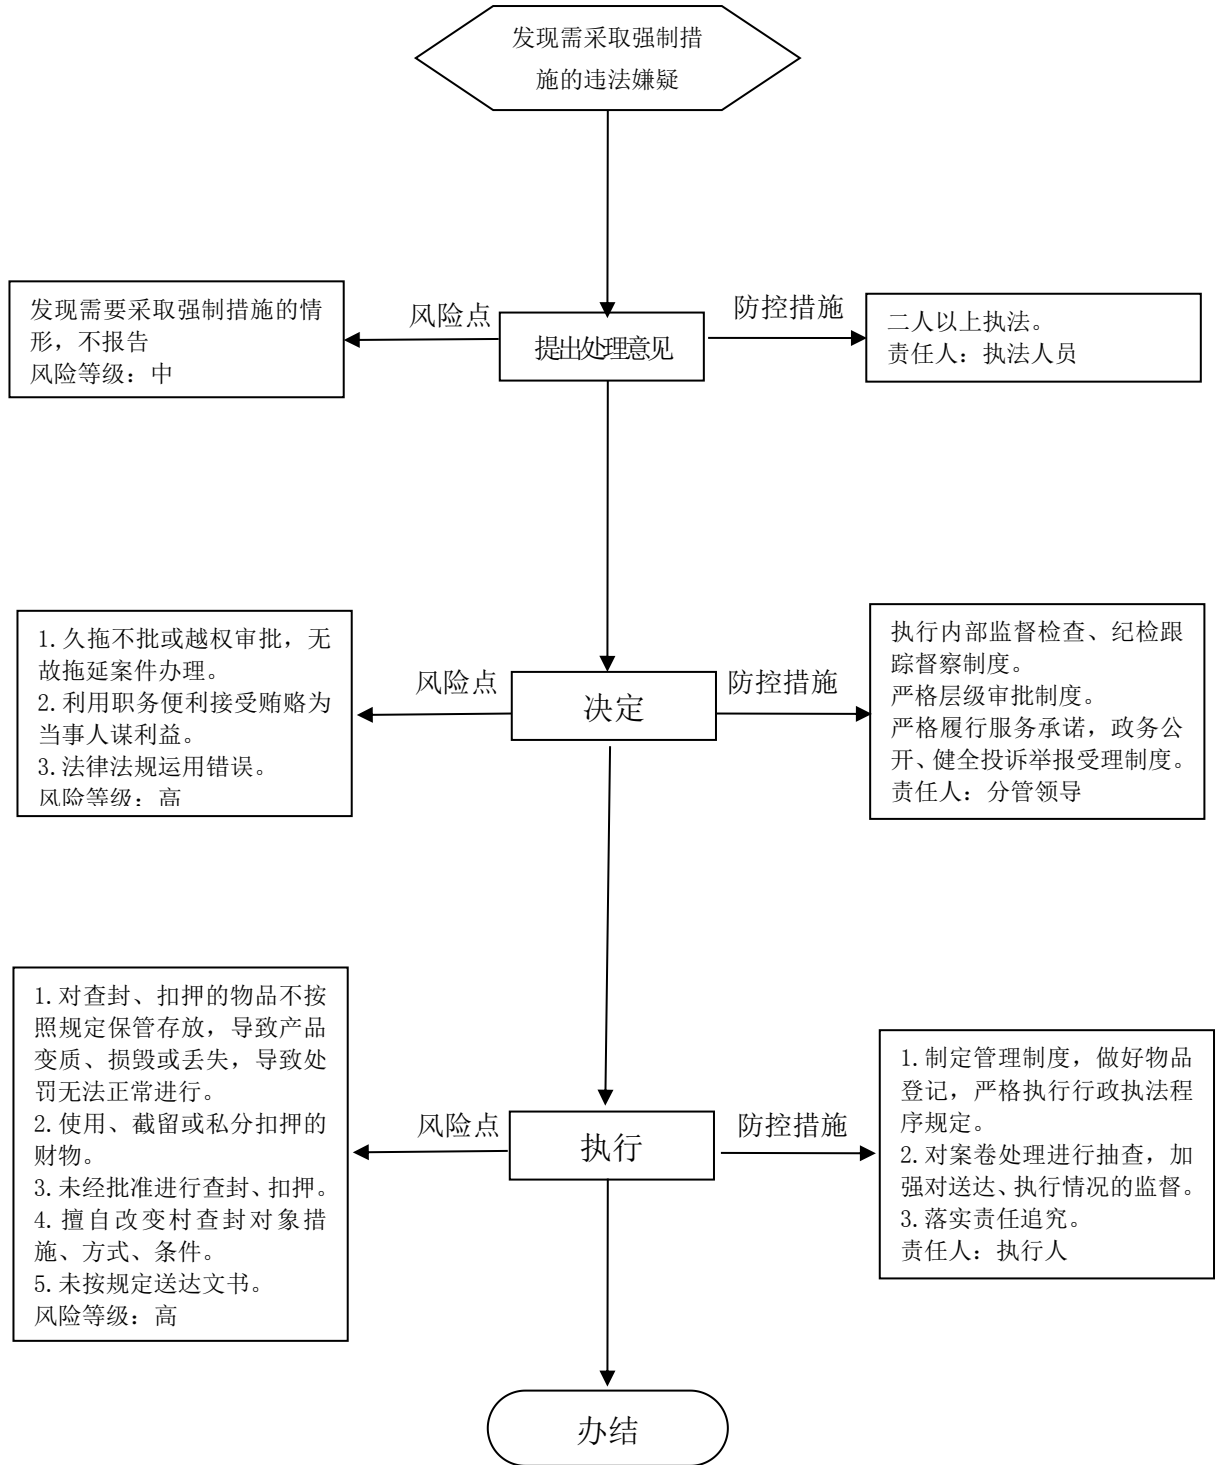 发现需采取强制措
施的违法嫌疑
发现需要采取强制措施的情
形，不报告
风险等级：中
风险点
提出处理意见
防控措施
二人以上执法。
责任人：执法人员
1.久拖不批或越权审批，无
故拖延案件办理。
2.利用职务便利接受贿赂为
当事人谋利益。
3.法律法规运用错误。
风险等级：高
风险点
决定
防控措施
执行内部监督检查、纪检跟
踪督察制度。
严格层级审批制度。
严格履行服务承诺，政务公
开、健全投诉举报受理制度。
责任人：分管领导
1.对查封、扣押的物品不按
照规定保管存放，导致产品
变质、损毁或丢失，导致处
罚无法正常进行。
2.使用、截留或私分扣押的
财物。
3.未经批准进行查封、扣押。
4.擅自改变村查封对象措
施、方式、条件。
5.未按规定送达文书。
风险等级：高
风险点
执行
防控措施
1.制定管理制度，做好物品
登记，严格执行行政执法程
序规定。
2.对案卷处理进行抽查，加
强对送达、执行情况的监督。
3.落实责任追究。
责任人：执行人
办结